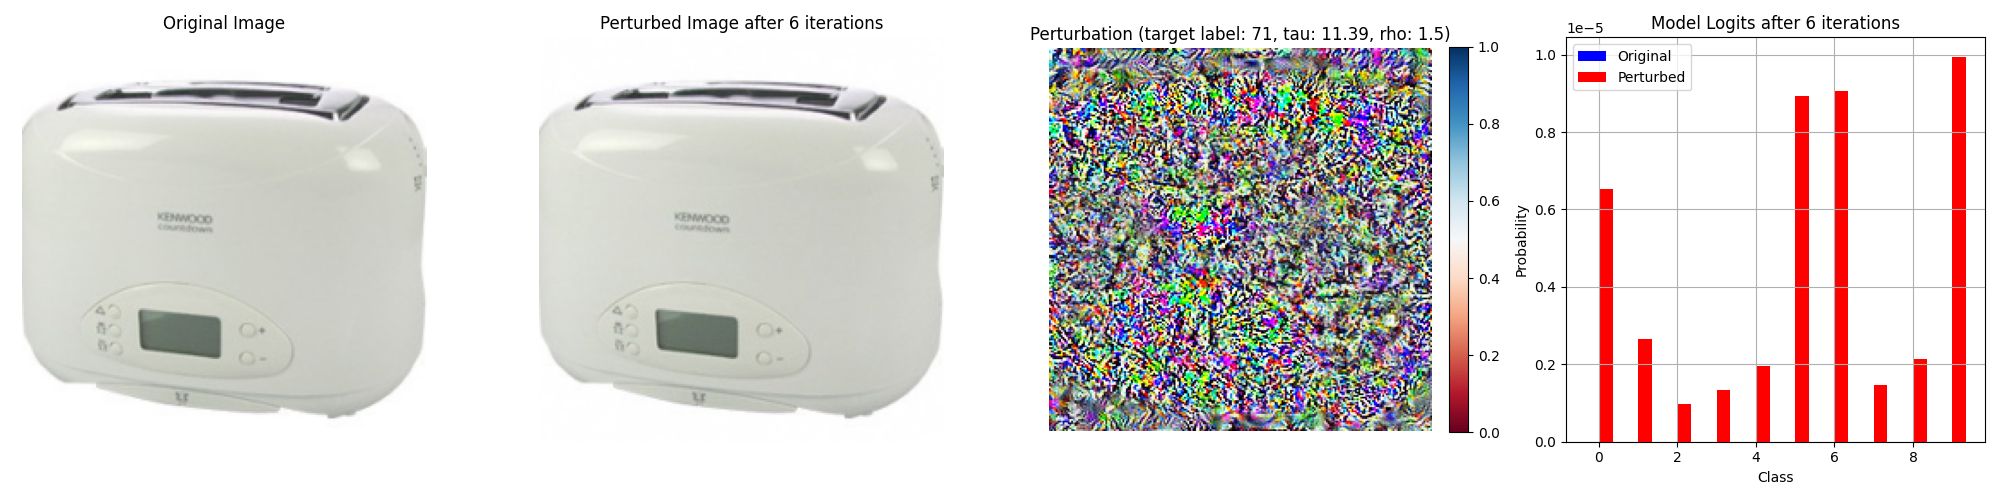 Original Image
KENWOOD
countdown
Perturbed Image after 6 iterations
KENWOOD
countdown
Perturbation (target label: 71, tau: 11.39, rho: 1.5)
1.0
0.8
0.6
0.4
0.2
0.0
Model Logits after 6 iterations
1e−5
Original
Perturbed
1.0
0.8
0.6
0.4
0.2
0.0
Probability
0 2 4 6 8
Class